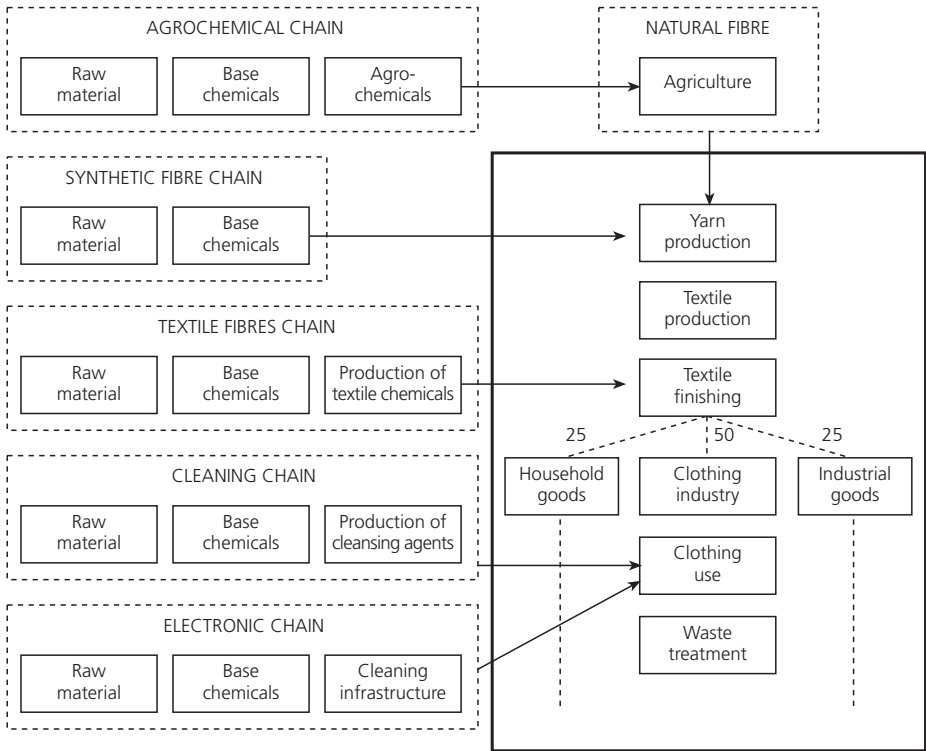 AGROCHEMICAL CHAIN
Raw
material
Base
chemicals
Agro-
chemicals
NATURAL FIBRE
Agriculture
SYNTHETIC FIBRE CHAIN
Raw
material
Base
chemicals
Yarn
production
Textile
production
TEXTILE FIBRES CHAIN
Raw
material
Base
chemicals
Production of
textile chemicals
Textile
finishing
25
50
25
Household
goods
Clothing
industry
Industrial
goods
CLEANING CHAIN
Raw
material
Base
chemicals
Production of
cleansing agents
Clothing
use
ELECTRONIC CHAIN
Raw
material
Base
chemicals
Cleaning
infrastructure
Waste
treatment